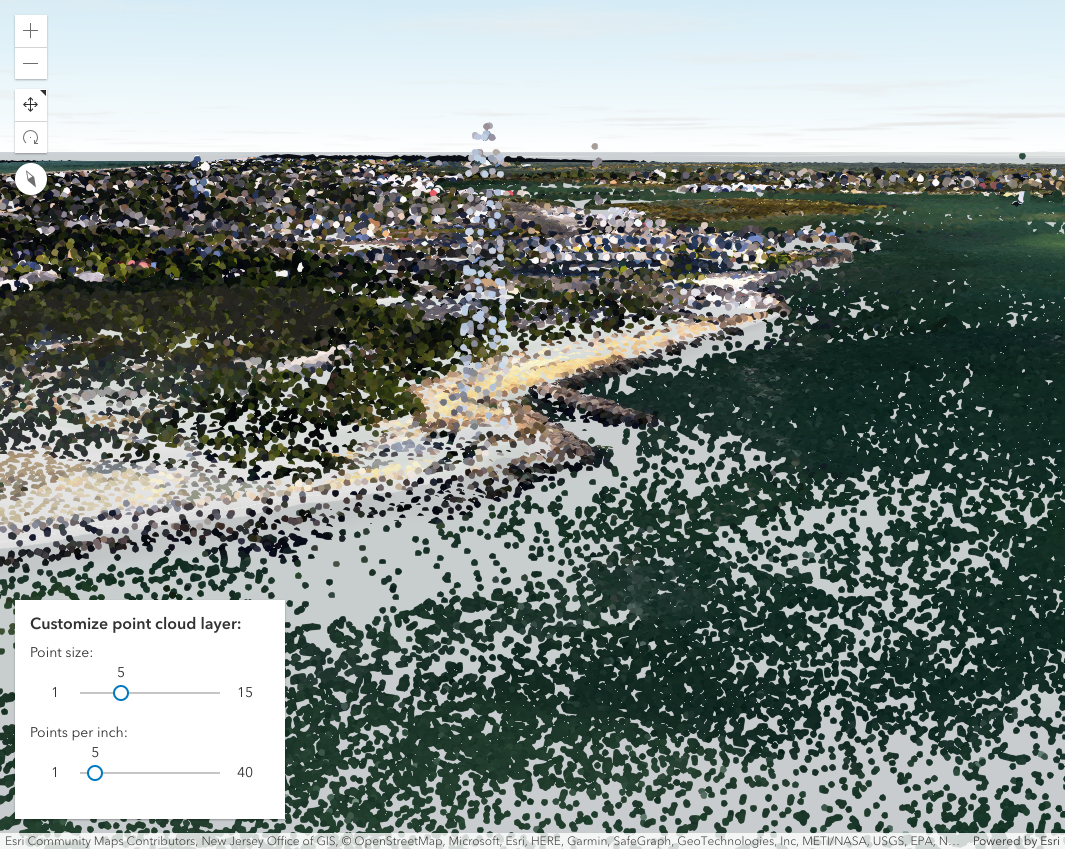 Customize point cloud layer:
Point size:
5
1 15
Points per inch:
5
1 40
Esri Community Maps Contributors, New Jersey Office of GIS, © OpenStreetMap, Microsoft, Esri, HERE, Garmin, SafeGraph, GeoTechnologies, Inc, METI/NASA, USGS, EPA, N... Powered by Esri